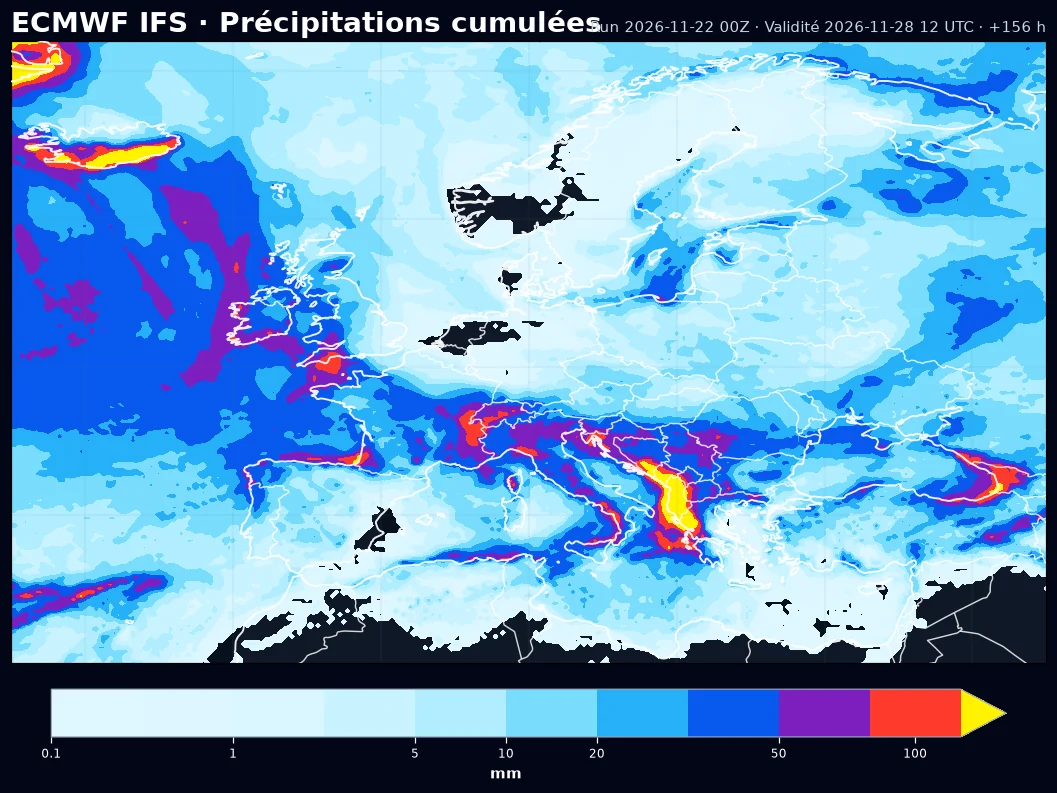 ECMWF IFS · Précipitations cumulées
Run 2026-11-22 00Z · Validité 2026-11-28 12 UTC · +156 h
0.1 1 5 10 20 50 100
mm